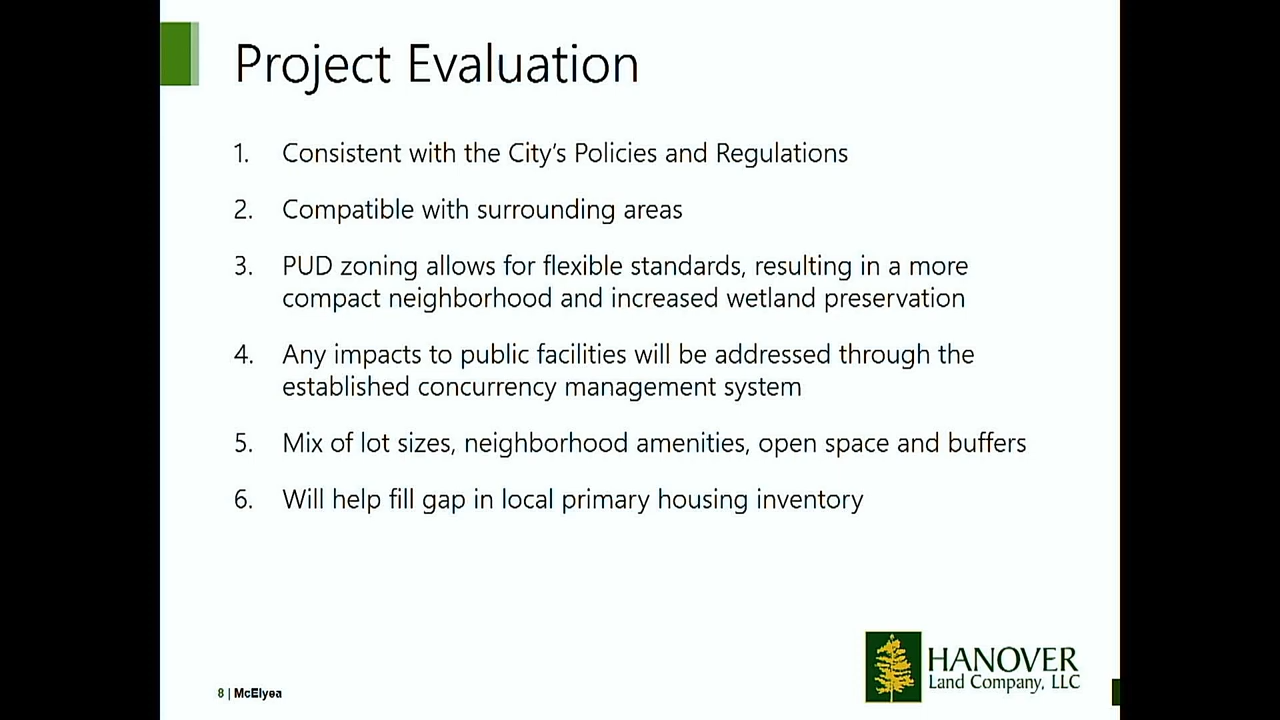 Project Evaluation
1. Consistent with the City's Policies and Regulations
2. Compatible with surrounding areas
3. PUD zoning allows for flexible standards, resulting in a more
compact neighborhood and increased wetland preservation
4. Any impacts to public facilities will be addressed through the
established concurrency management system
5. Mix of lot sizes, neighborhood amenities, open space and buffers
6. Will help fill gap in local primary housing inventory
HANOVER
Land Company, LLC
8 | McElyea